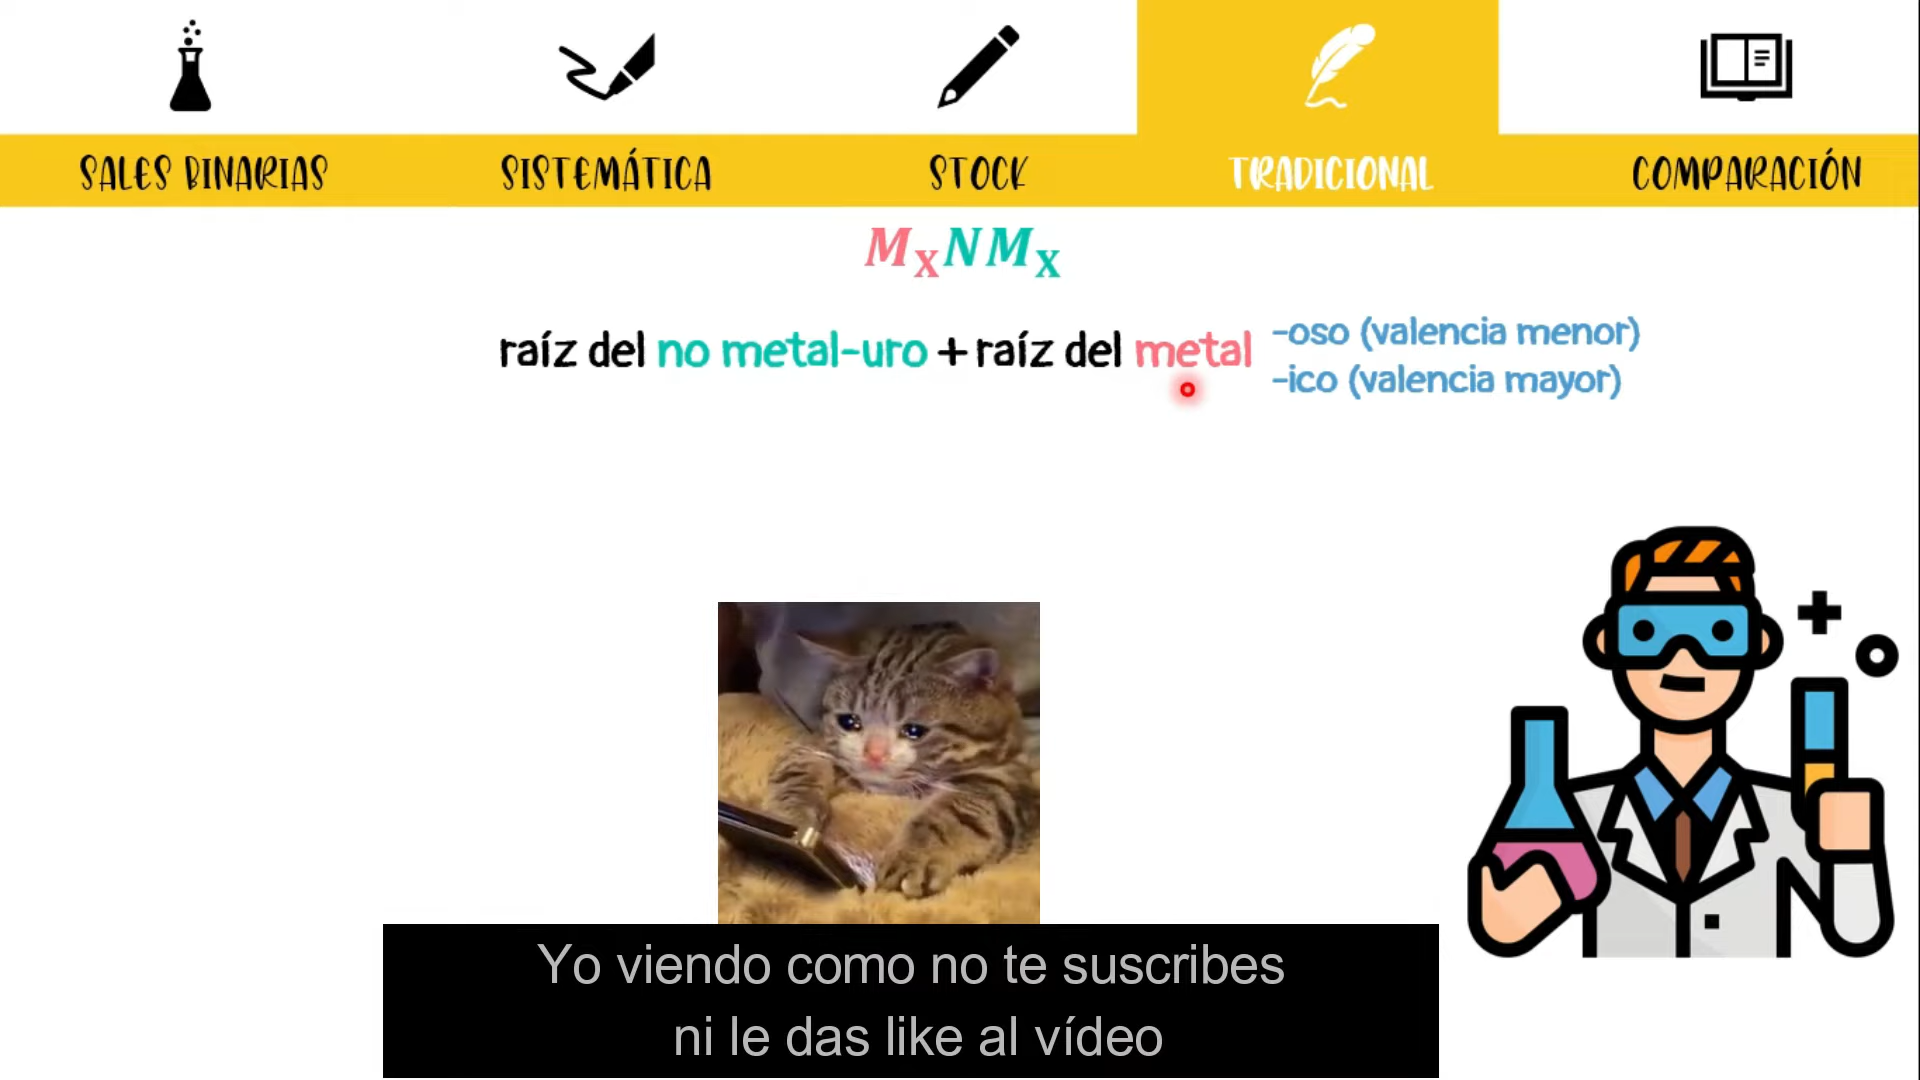 SALES BINARIAS SISTEMÁTICA STOCK TRADICIONAL COMPARACIÓN
MxNMx
raíz del no metal-uro + raíz del metal
-oso (valencia menor)
-ico (valencia mayor)
Yo viendo como no te suscribes
ni le das like al vídeo